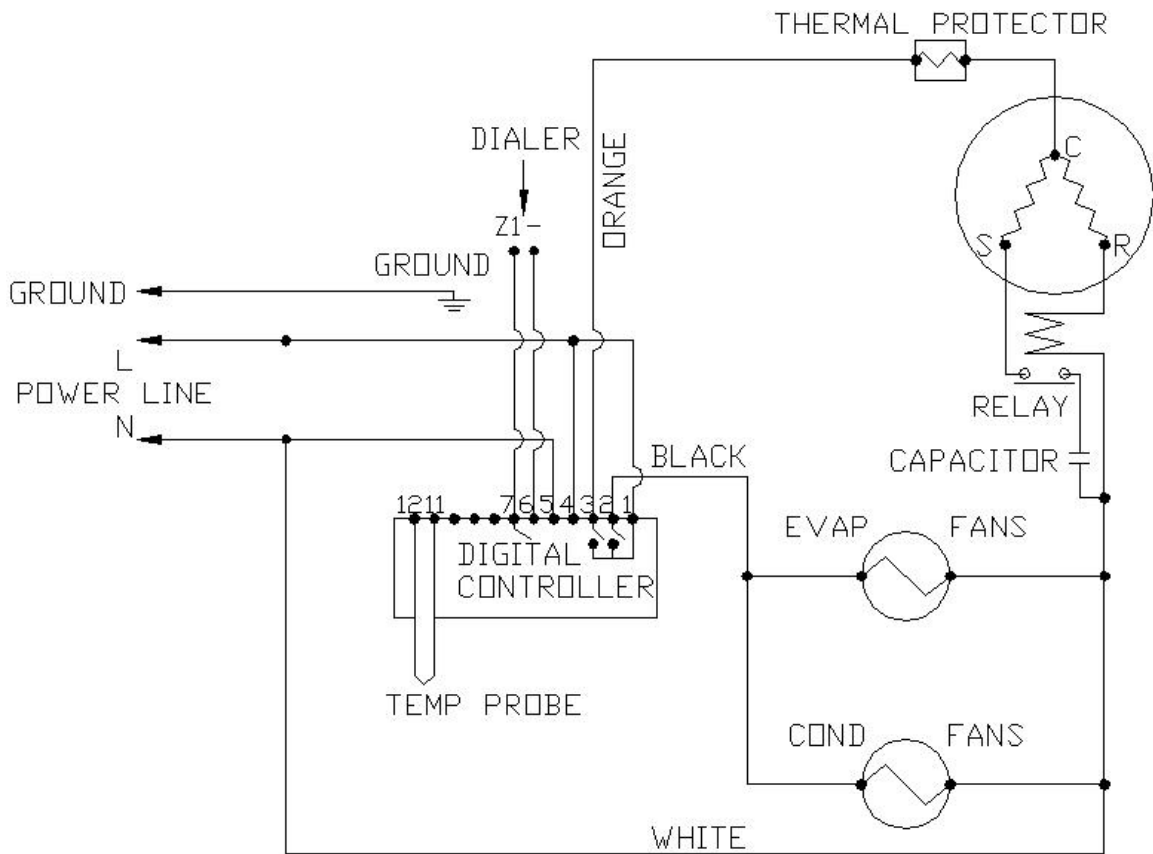 THERMAL PROTECTOR
DIALER
ORANGE
C
Z1-
S
R
GROUND
GROUND
L
POWER LINE
N
RELAY
BLACK
CAPACITOR
1211 7654321
EVAP FANS
DIGITAL
CONTROLLER
TEMP PROBE
COND FANS
WHITE